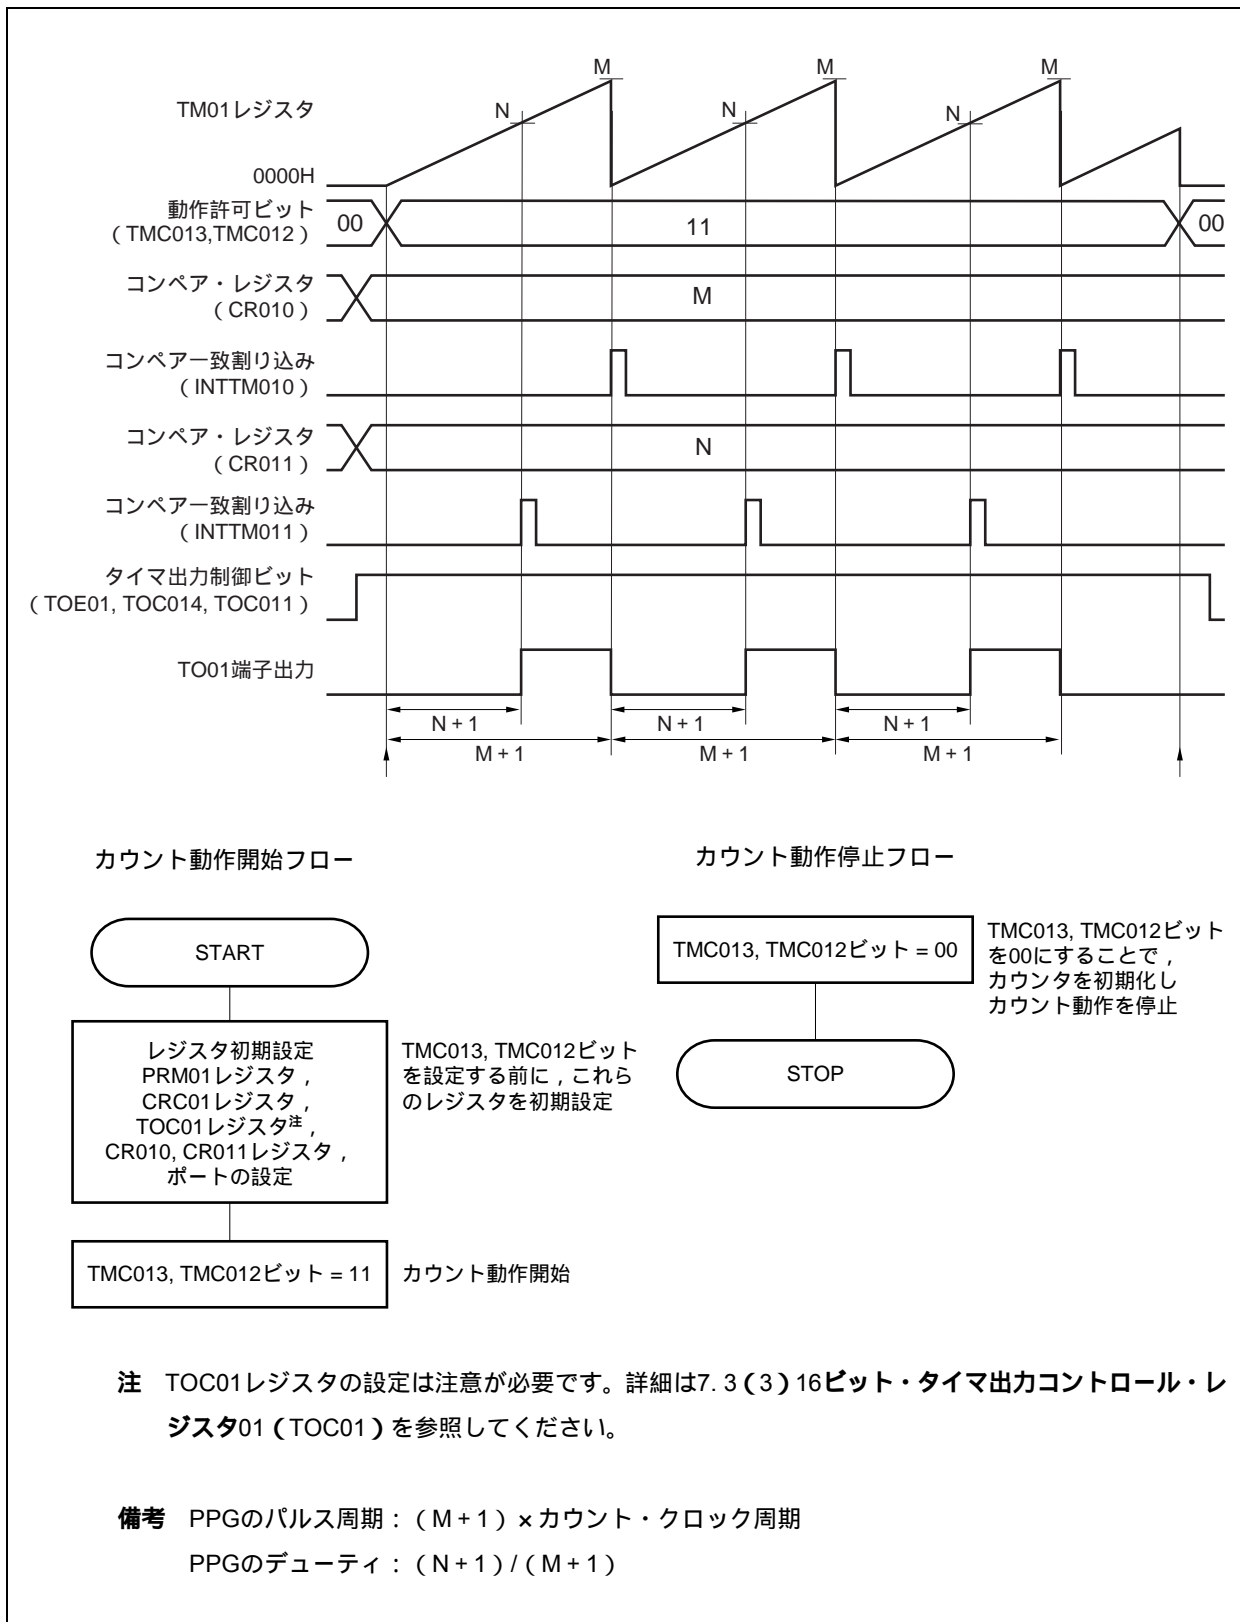 M M M
N N N
TM01レジスタ
0000H
動作許可ビット
（TMC013,TMC012）
00 11 00
コンペア・レジスタ
（CR010）
M
コンペア一致割り込み
（INTTM010）
コンペア・レジスタ
（CR011）
N
コンペア一致割り込み
（INTTM011）
タイマ出力制御ビット
（TOE01, TOC014, TOC011）
TO01端子出力
N + 1 N + 1 N + 1
M + 1 M + 1 M + 1
カウント動作開始フロー
START
レジスタ初期設定
PRM01レジスタ，
CRC01レジスタ，
TOC01レジスタ注，
CR010, CR011レジスタ，
ポートの設定
TMC013, TMC012ビット
を設定する前に，これら
のレジスタを初期設定
TMC013, TMC012ビット = 11
カウント動作開始
カウント動作停止フロー
TMC013, TMC012ビット = 00
TMC013, TMC012ビット
を00にすることで，
カウンタを初期化し
カウント動作を停止
STOP
注 TOC01レジスタの設定は注意が必要です。詳細は7. 3（3）16ビット・タイマ出力コントロール・レ
ジスタ01（TOC01）を参照してください。
備考 PPGのパルス周期：（M + 1）×カウント・クロック周期
PPGのデューティ：（N + 1）/（M + 1）